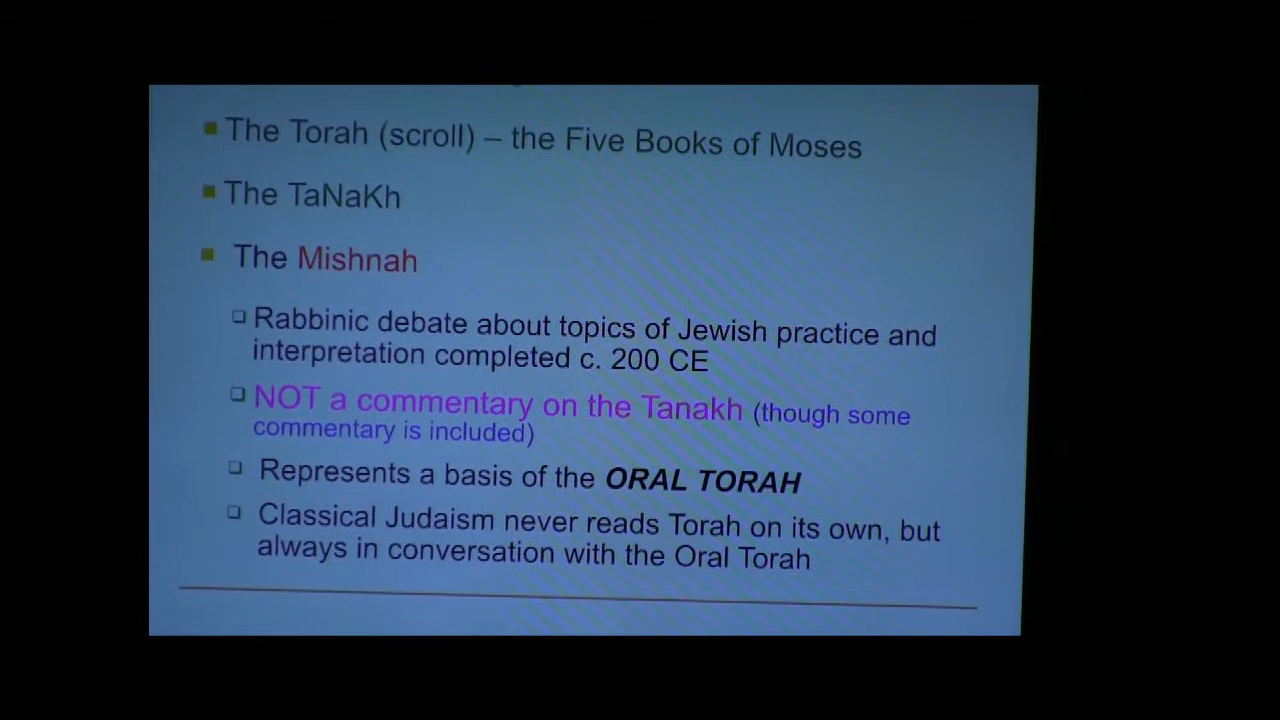 The Torah (scroll) – the Five Books of Moses
The TaNaKh
The Mishnah
Rabbinic debate about topics of Jewish practice and
interpretation completed c. 200 CE
NOT a commentary on the Tanakh (though some
commentary is included)
Represents a basis of the ORAL TORAH
Classical Judaism never reads Torah on its own, but
always in conversation with the Oral Torah